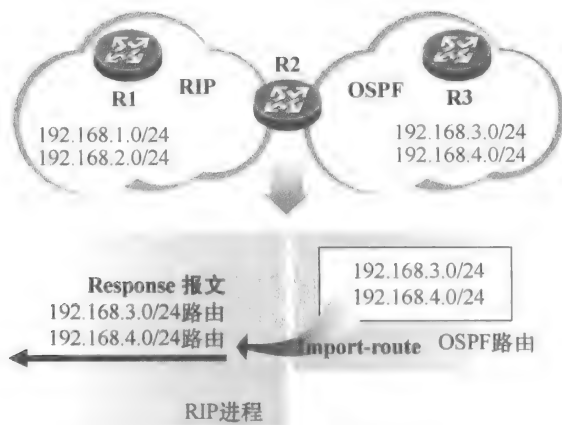 R1
RIP
R2
OSPF
R3
192.168.1.0/24
192.168.2.0/24
192.168.3.0/24
192.168.4.0/24
Response 报文
192.168.3.0/24路由
192.168.4.0/24路由
192.168.3.0/24
192.168.4.0/24
Import-route
OSPF路由
RIP进程